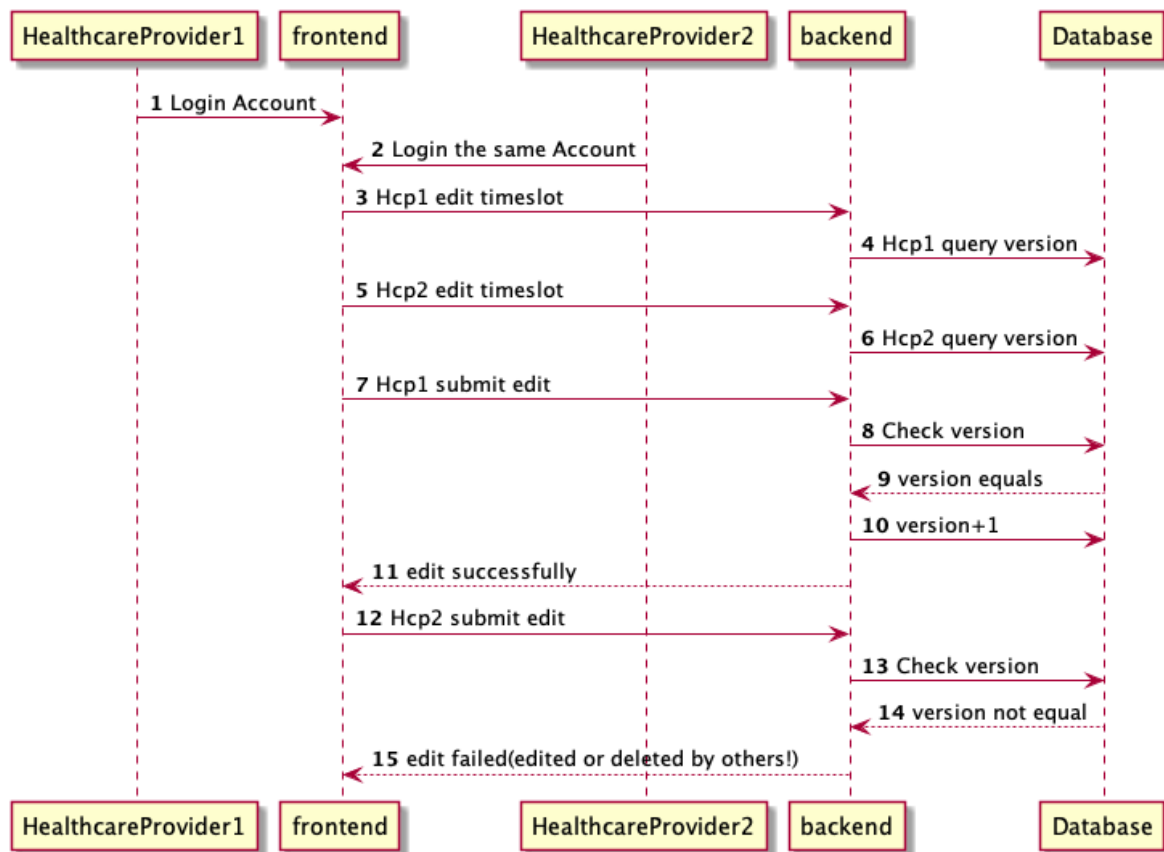 HealthcareProvider1 frontend HealthcareProvider2 backend Database
1 Login Account
2 Login the same Account
3 Hcp1 edit timeslot
4 Hcp1 query version
5 Hcp2 edit timeslot
6 Hcp2 query version
7 Hcp1 submit edit
8 Check version
9 version equals
10 version+1
11 edit successfully
12 Hcp2 submit edit
13 Check version
14 version not equal
15 edit failed(edited or deleted by others!)
HealthcareProvider1 frontend HealthcareProvider2 backend Database